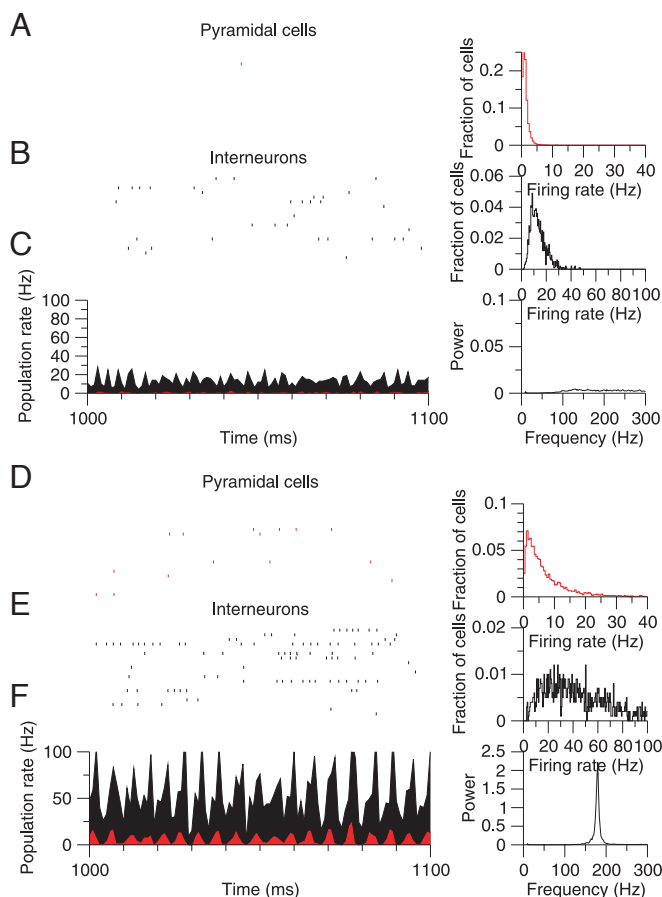 A
Pyramidal cells
Fraction of cells
0.2
0.1
0
0 10 20 30 40
Firing rate (Hz)
B
Interneurons
Fraction of cells
0.06
0.04
0.02
0
0 20 40 60 80 100
Firing rate (Hz)
C
Population rate (Hz)
100
80
60
40
20
0
1000 1100
Time (ms)
Power
0.1
0.05
0
0 100 200 300
Frequency (Hz)
D
Pyramidal cells
Fraction of cells
0.1
0.05
0
0 10 20 30 40
Firing rate (Hz)
E
Interneurons
Fraction of cells
0.02
0.01
0
0 20 40 60 80 100
Firing rate (Hz)
F
Population rate (Hz)
100
50
0
1000 1100
Time (ms)
Power
2.5
2
1.5
1
0.5
0
0 100 200 300
Frequency (Hz)